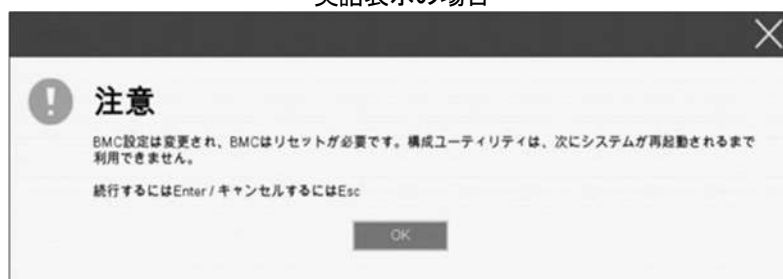 英語表示の場合
注意
BMC設定は変更され、BMCはリセットが必要です。構成ユーティリティは、次にシステムが再起動されるまで
利用できません。
続行するにはEnter / キャンセルするにはEsc
OK